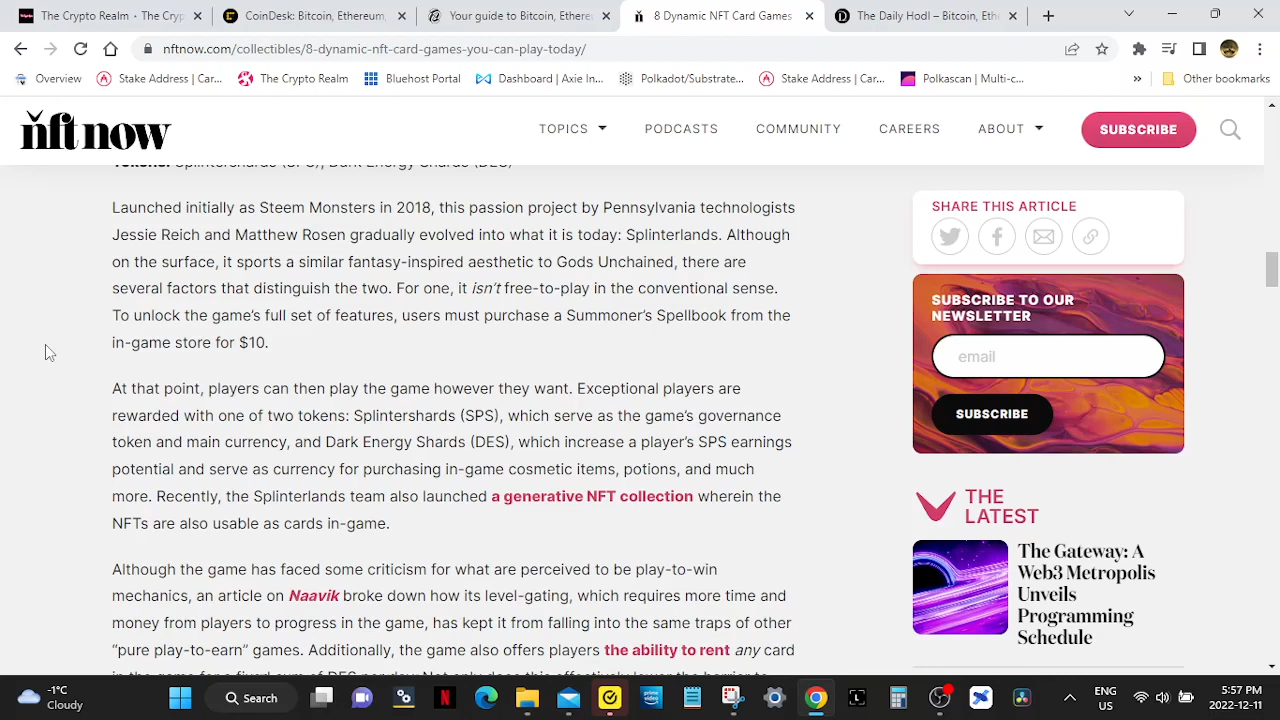 The Crypto Realm • The Cryp
CoinDesk: Bitcoin, Ethereum,
Your guide to Bitcoin, Ethere
8 Dynamic NFT Card Games
The Daily Hodl – Bitcoin, Eth
nftnow.com/collectibles/8-dynamic-nft-card-games-you-can-play-today/
Overview
Stake Address | Car...
The Crypto Realm
Bluehost Portal
Dashboard | Axie In...
Polkadot/Substrate...
Stake Address | Car...
Polkascan | Multi-c...
»
Other bookmarks
nft now
TOPICS
PODCASTS
COMMUNITY
CAREERS
ABOUT
SUBSCRIBE
Tokens: Splintershards (SPS), Dark Energy Shards (DES)
Launched initially as Steem Monsters in 2018, this passion project by Pennsylvania technologists
Jessie Reich and Matthew Rosen gradually evolved into what it is today: Splinterlands. Although
on the surface, it sports a similar fantasy-inspired aesthetic to Gods Unchained, there are
several factors that distinguish the two. For one, it isn't free-to-play in the conventional sense.
To unlock the game's full set of features, users must purchase a Summoner's Spellbook from the
in-game store for $10.
At that point, players can then play the game however they want. Exceptional players are
rewarded with one of two tokens: Splintershards (SPS), which serve as the game's governance
token and main currency, and Dark Energy Shards (DES), which increase a player's SPS earnings
potential and serve as currency for purchasing in-game cosmetic items, potions, and much
more. Recently, the Splinterlands team also launched a generative NFT collection wherein the
NFTs are also usable as cards in-game.
Although the game has faced some criticism for what are perceived to be play-to-win
mechanics, an article on Naavik broke down how its level-gating, which requires more time and
money from players to progress in the game, has kept it from falling into the same traps of other
“pure play-to-earn” games. Additionally, the game also offers players the ability to rent any card
SHARE THIS ARTICLE
SUBSCRIBE TO OUR
NEWSLETTER
email
SUBSCRIBE
THE
LATEST
The Gateway: A
Web3 Metropolis
Unveils
Programming
Schedule
-1°C
Cloudy
Search
ENG
US
5:57 PM
2022-12-11